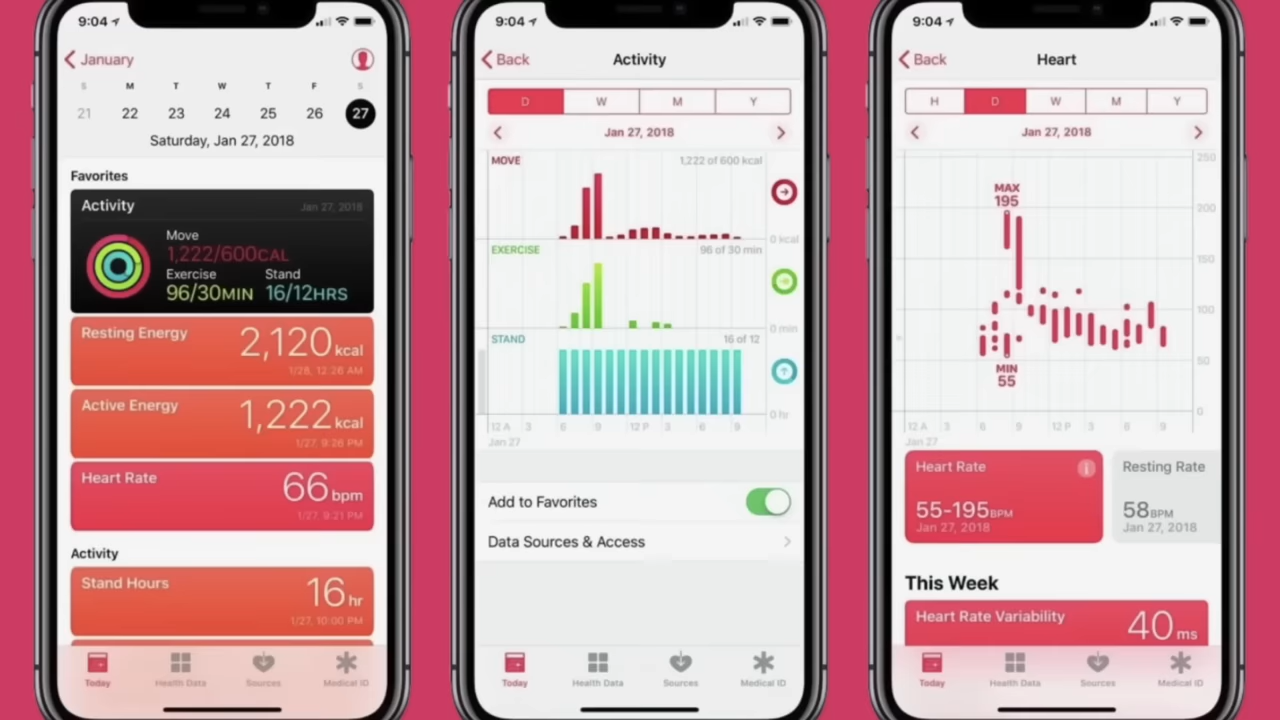 9:04
January
S M T W T F S
21 22 23 24 25 26 27
Saturday, Jan 27, 2018
Favorites
Activity Jan 27, 2018
Move
1,222/600CAL
Exercise Stand
96/30MIN 16/12HRS
Resting Energy 2,120 kcal
1/28, 12:26 AM
Active Energy 1,222 kcal
1/27, 9:26 PM
Heart Rate 66 bpm
1/27, 9:21 PM
Activity
Stand Hours 16 hr
1/27, 10:00 PM
Today Health Data Sources Medical ID
9:04
Back Activity
D W M Y
Jan 27, 2018
MOVE 1,222 of 600 kcal
0 kcal
EXERCISE 96 of 30 min
0 min
STAND 16 of 12
0 hr
12 A 3 6 9 12 P 3 6 9
Jan 27
Add to Favorites
Data Sources & Access
Today Health Data Sources Medical ID
9:04
Back Heart
H D W M Y
Jan 27, 2018
250
MAX
195
200
150
100
50
MIN
55
0
12 A 3 6 9 12 P 3 6 9
Jan 27
Heart Rate
55-195 BPM
Jan 27, 2018
Resting Rate
58 BPM
Jan 27, 2018
This Week
Heart Rate Variability 40 ms
Today Health Data Sources Medical ID